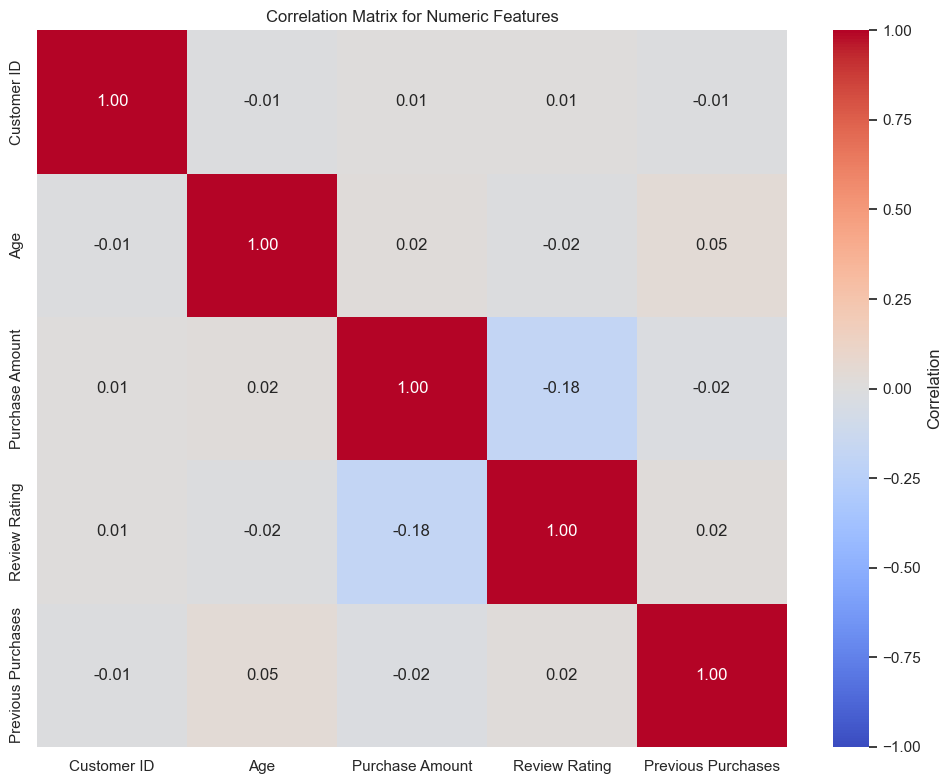 Correlation Matrix for Numeric Features
Customer ID
1.00 -0.01 0.01 0.01 -0.01
Age
-0.01 1.00 0.02 -0.02 0.05
Purchase Amount
0.01 0.02 1.00 -0.18 -0.02
Review Rating
0.01 -0.02 -0.18 1.00 0.02
Previous Purchases
-0.01 0.05 -0.02 0.02 1.00
Customer ID Age Purchase Amount Review Rating Previous Purchases
1.00
0.75
0.50
0.25
0.00
−0.25
−0.50
−0.75
−1.00
Correlation